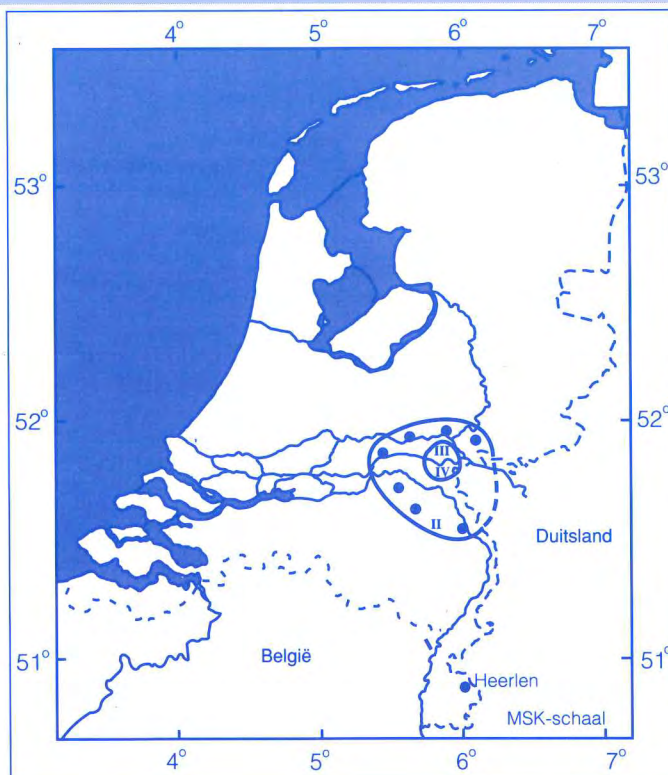 4° 5° 6° 7°
53° 53°
52° 52°
III
IV
II
Duitsland
51° 51°
België
Heerlen
MSK-schaal
4° 5° 6° 7°